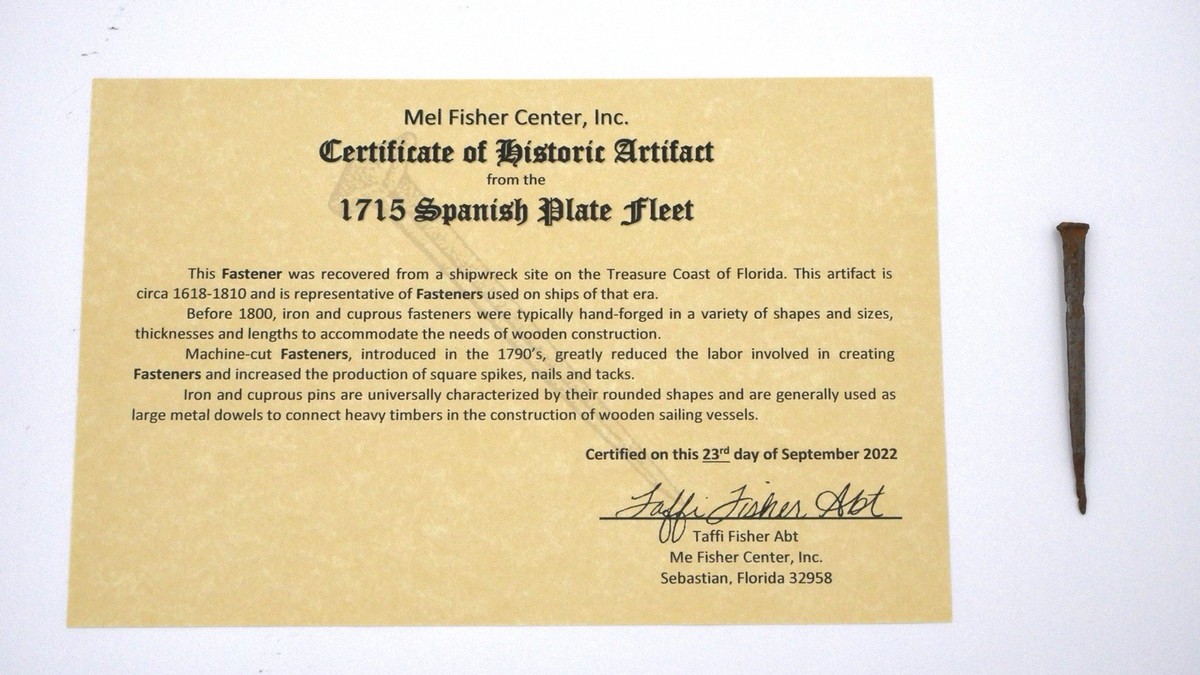 Mel Fisher Center, Inc.
Certificate of Historic Artifact
from the
1715 Spanish Plate Fleet
This Fastener was recovered from a shipwreck site on the Treasure Coast of Florida. This artifact is
circa 1618-1810 and is representative of Fasteners used on ships of that era.
Before 1800, iron and cuprous fasteners were typically hand-forged in a variety of shapes and sizes,
thicknesses and lengths to accommodate the needs of wooden construction.
Machine-cut Fasteners, introduced in the 1790's, greatly reduced the labor involved in creating
Fasteners and increased the production of square spikes, nails and tacks.
Iron and cuprous pins are universally characterized by their rounded shapes and are generally used as
large metal dowels to connect heavy timbers in the construction of wooden sailing vessels.
Certified on this 23rd day of September 2022
Taffi Fisher Abt
Taffi Fisher Abt
Me Fisher Center, Inc.
Sebastian, Florida 32958